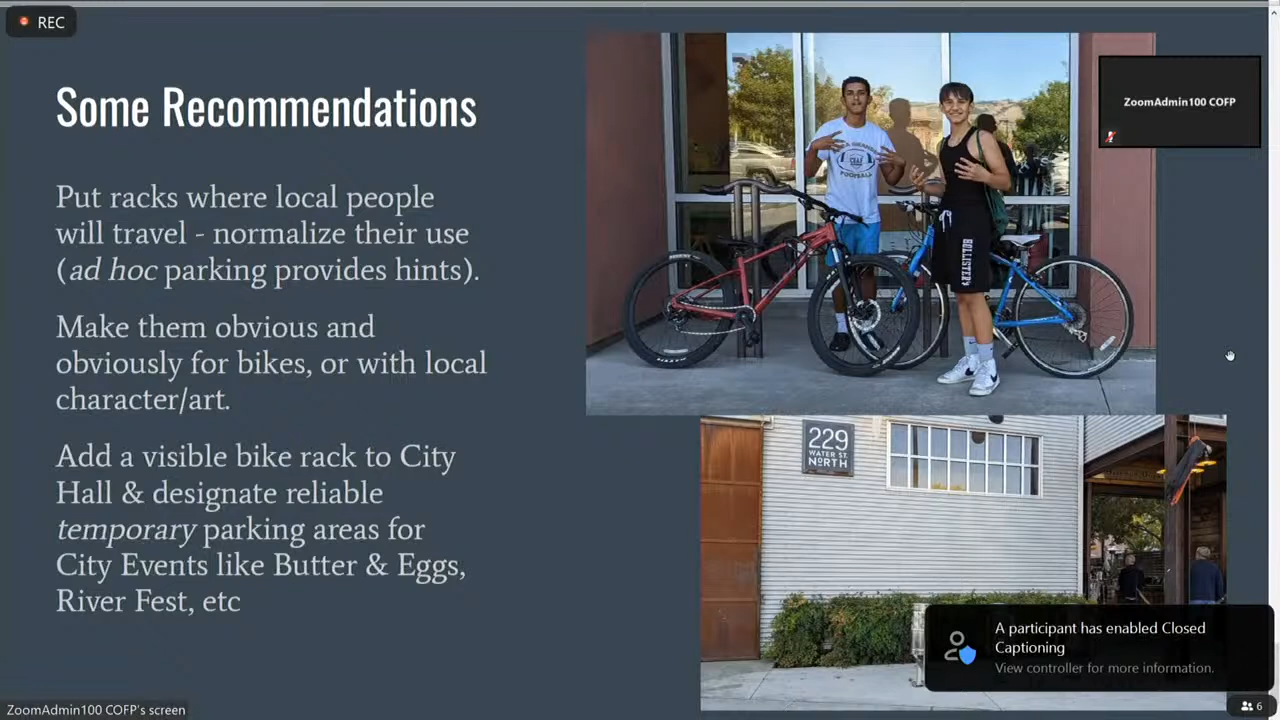 REC
Some Recommendations
Put racks where local people
will travel - normalize their use
(ad hoc parking provides hints).
Make them obvious and
obviously for bikes, or with local
character/art.
Add a visible bike rack to City
Hall & designate reliable
temporary parking areas for
City Events like Butter & Eggs,
River Fest, etc
FOOTBALL
HOLLISTER
229
WATER ST.
NORTH
ZoomAdmin100 COFP
A participant has enabled Closed
Captioning
View controller for more information.
ZoomAdmin100 COFP's screen
6